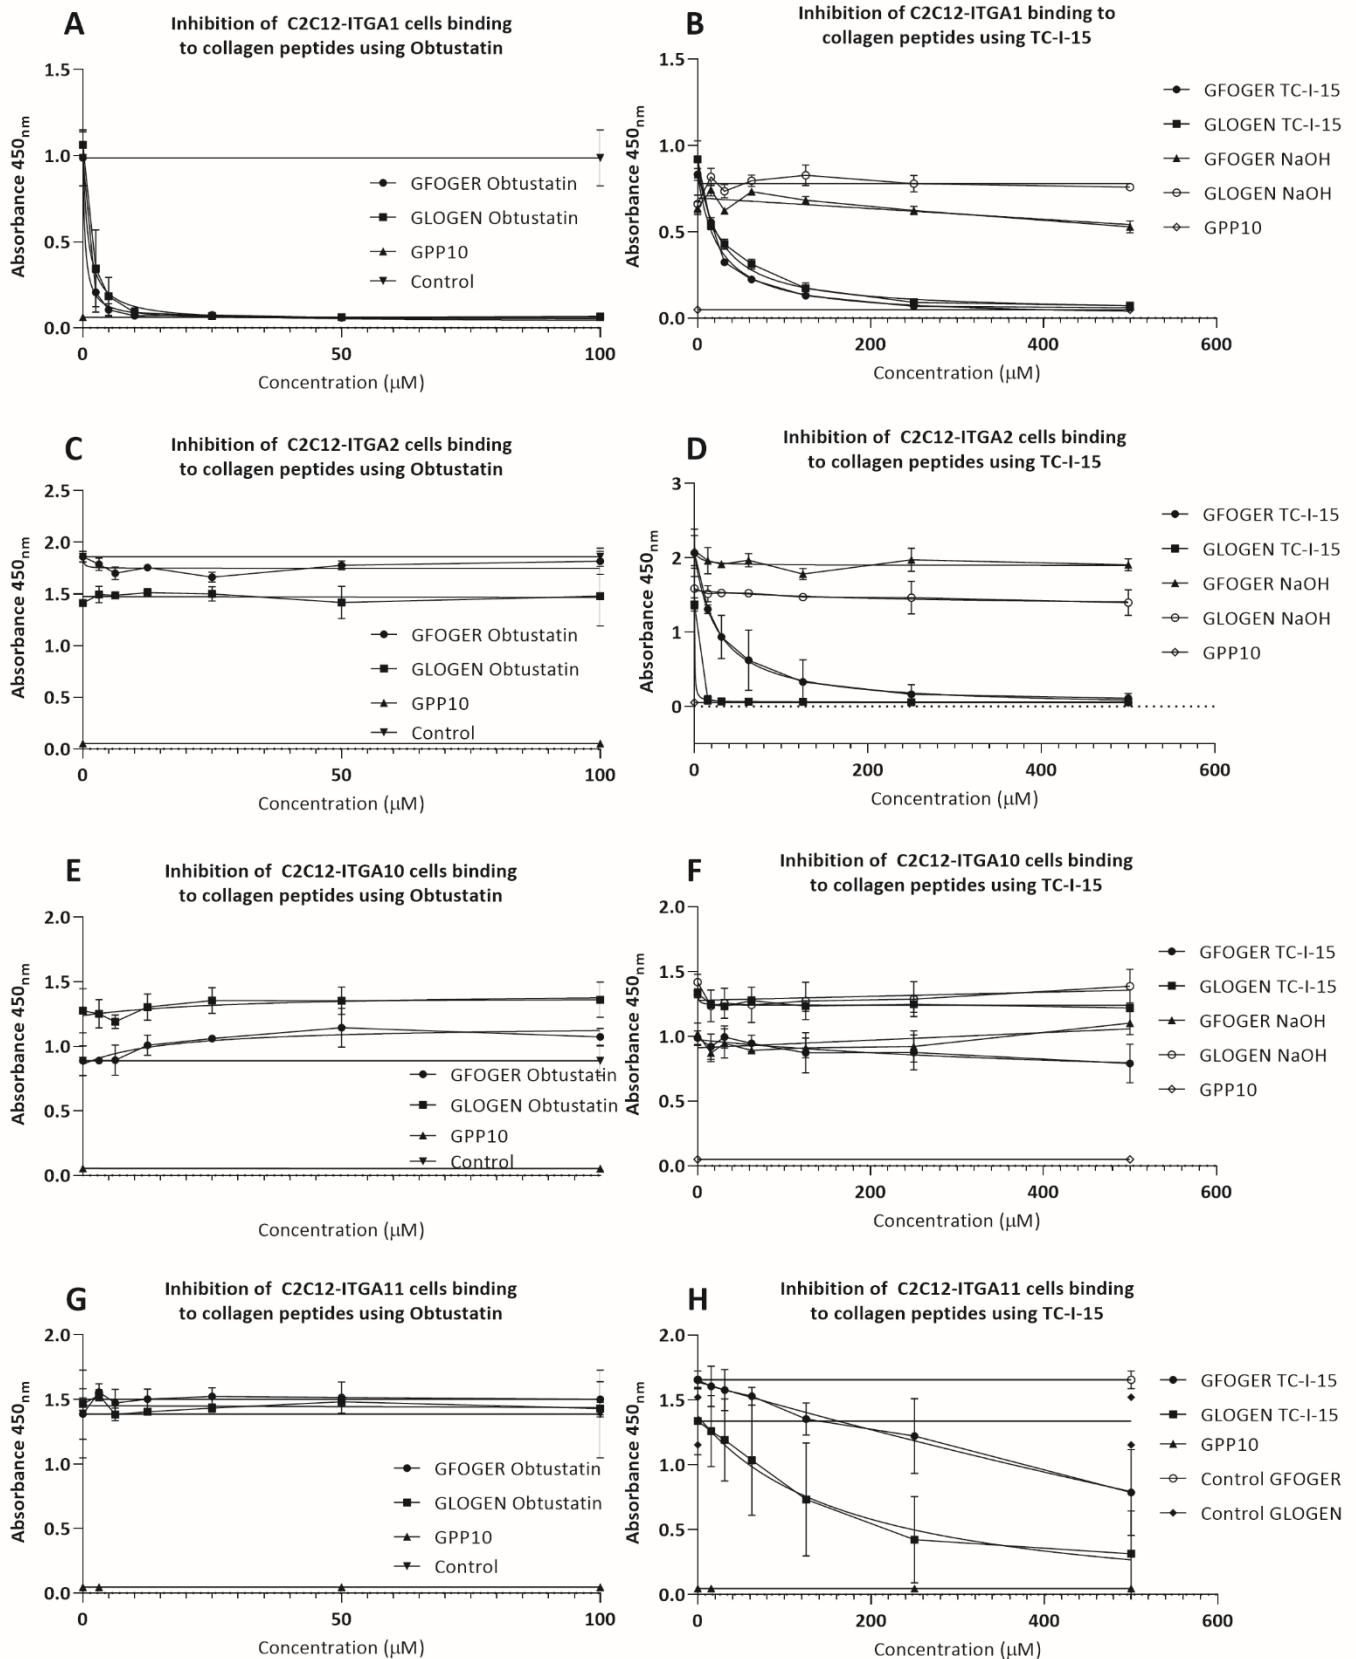 A
Inhibition of C2C12-ITGA1 cells binding
to collagen peptides using Obtustatin
Absorbance 450nm
1.5
1.0
0.5
0.0
0
50
100
Concentration (μM)
GFOGER Obtustatin
GLOGEN Obtustatin
GPP10
Control
B
Inhibition of C2C12-ITGA1 binding to
collagen peptides using TC-I-15
Absorbance 450nm
1.5
1.0
0.5
0.0
0
200
400
600
Concentration (μM)
GFOGER TC-I-15
GLOGEN TC-I-15
GFOGER NaOH
GLOGEN NaOH
GPP10
C
Inhibition of C2C12-ITGA2 cells binding
to collagen peptides using Obtustatin
Absorbance 450nm
2.5
2.0
1.5
1.0
0.5
0.0
0
50
100
Concentration (μM)
GFOGER Obtustatin
GLOGEN Obtustatin
GPP10
Control
D
Inhibition of C2C12-ITGA2 cells binding
to collagen peptides using TC-I-15
Absorbance 450nm
3
2
1
0
0
200
400
600
Concentration (μM)
GFOGER TC-I-15
GLOGEN TC-I-15
GFOGER NaOH
GLOGEN NaOH
GPP10
E
Inhibition of C2C12-ITGA10 cells binding
to collagen peptides using Obtustatin
Absorbance 450nm
2.0
1.5
1.0
0.5
0.0
0
50
100
Concentration (μM)
GFOGER Obtustatin
GLOGEN Obtustatin
GPP10
Control
F
Inhibition of C2C12-ITGA10 cells binding
to collagen peptides using TC-I-15
Absorbance 450nm
2.0
1.5
1.0
0.5
0.0
0
200
400
600
Concentration (μM)
GFOGER TC-I-15
GLOGEN TC-I-15
GFOGER NaOH
GLOGEN NaOH
GPP10
G
Inhibition of C2C12-ITGA11 cells binding
to collagen peptides using Obtustatin
Absorbance 450nm
2.0
1.5
1.0
0.5
0.0
0
50
100
Concentration (μM)
GFOGER Obtustatin
GLOGEN Obtustatin
GPP10
Control
H
Inhibition of C2C12-ITGA11 cells binding
to collagen peptides using TC-I-15
Absorbance 450nm
2.0
1.5
1.0
0.5
0.0
0
200
400
600
Concentration (μM)
GFOGER TC-I-15
GLOGEN TC-I-15
GPP10
Control GFOGER
Control GLOGEN